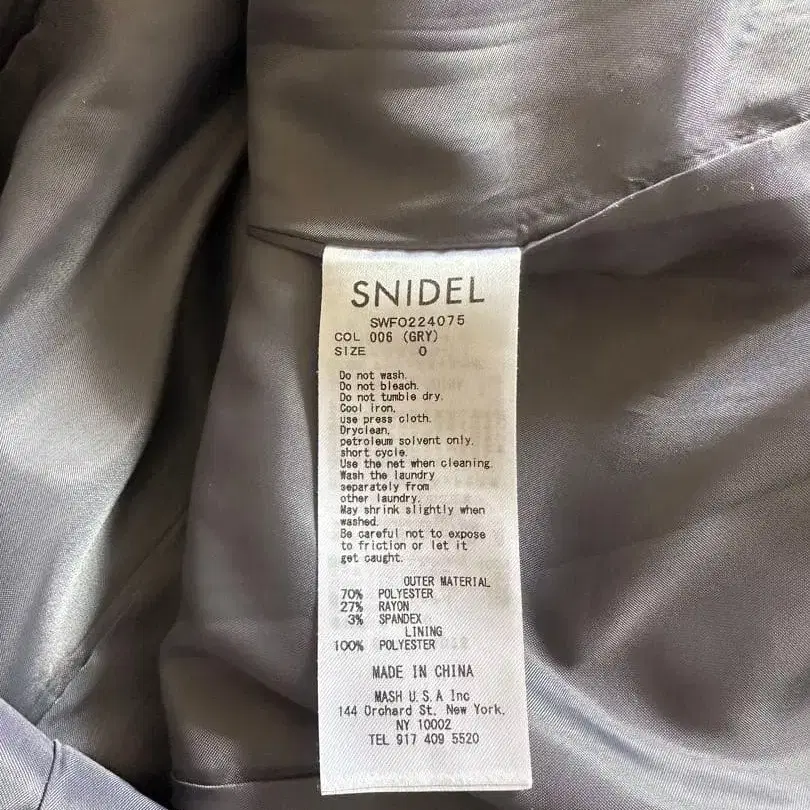 SNIDEL
SWFO224075
COL 006 (GRY)
SIZE 0
Do not wash.
Do not bleach.
Do not tumble dry.
Cool iron,
use press cloth.
Dryclean,
petroleum solvent only,
short cycle.
Use the net when cleaning.
Wash the laundry
separately from
other laundry.
May shrink slightly when
washed.
Be careful not to expose
to friction or let it
get caught.
OUTER MATERIAL
70% POLYESTER
27% RAYON
3% SPANDEX
LINING
100% POLYESTER
MADE IN CHINA
MASH U.S.A Inc
144 Orchard St, New York,
NY 10002
TEL 917 409 5520